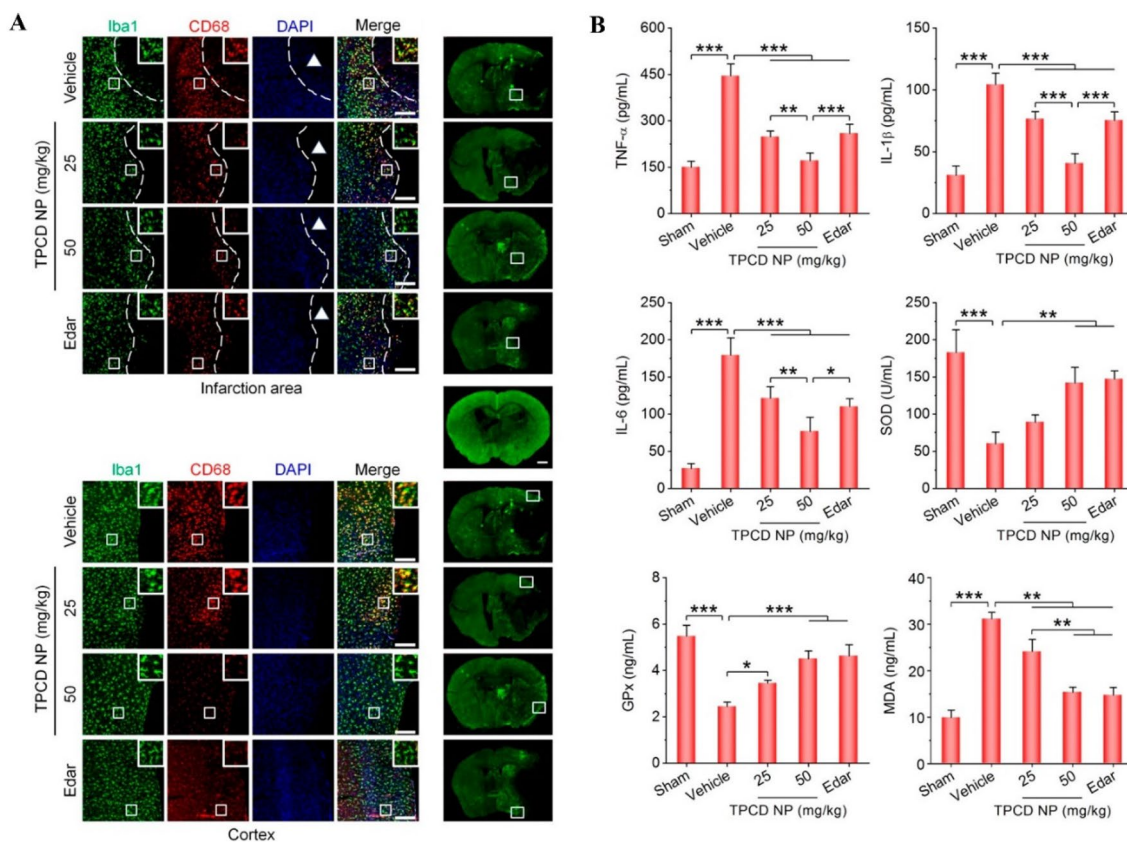 A
Iba1 CD68 DAPI Merge
Vehicle
TPCD NP (mg/kg)
25
50
Edar
Infarction area
Iba1 CD68 DAPI Merge
Vehicle
TPCD NP (mg/kg)
25
50
Edar
Cortex
B
TNF-α (pg/mL)
600
450
300
150
0
*** ***
** ***
Sham Vehicle 25 50 Edar
TPCD NP (mg/kg)
IL-1β (pg/mL)
150
125
100
75
50
25
0
*** ***
*** ***
Sham Vehicle 25 50 Edar
TPCD NP (mg/kg)
IL-6 (pg/mL)
250
200
150
100
50
0
*** ***
** *
Sham Vehicle 25 50 Edar
TPCD NP (mg/kg)
SOD (U/mL)
250
200
150
100
50
0
*** **
Sham Vehicle 25 50 Edar
TPCD NP (mg/kg)
GPx (ng/mL)
8
6
4
2
0
*** ***
*
Sham Vehicle 25 50 Edar
TPCD NP (mg/kg)
MDA (ng/mL)
40
30
20
10
0
*** **
**
Sham Vehicle 25 50 Edar
TPCD NP (mg/kg)